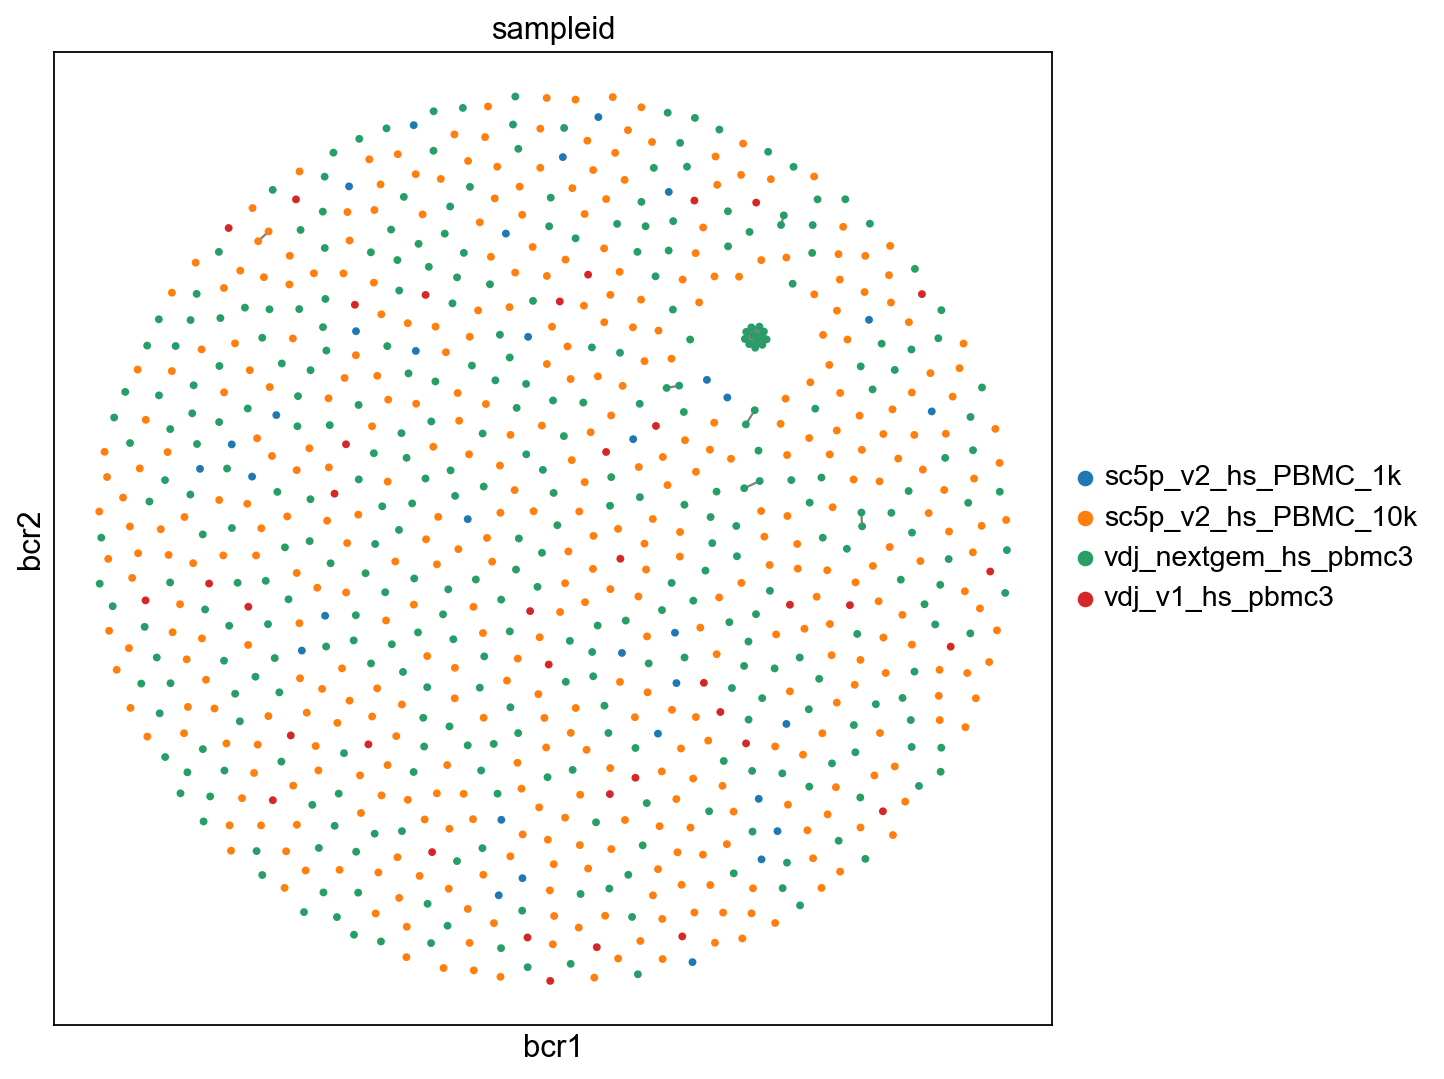 sampleid
bcr2
bcr1
sc5p_v2_hs_PBMC_1k
sc5p_v2_hs_PBMC_10k
vdj_nextgem_hs_pbmc3
vdj_v1_hs_pbmc3